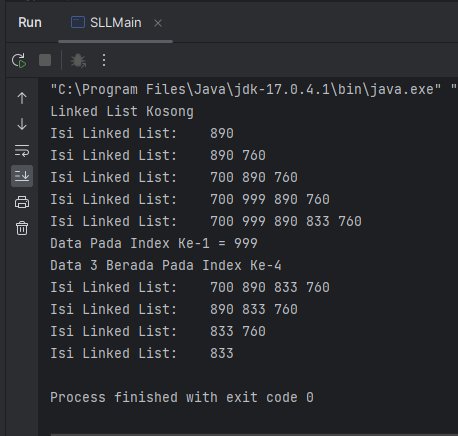 Run SLLMain
"C:\Program Files\Java\jdk-17.0.4.1\bin\java.exe" "
Linked List Kosong
Isi Linked List:    890
Isi Linked List:    890 760
Isi Linked List:    700 890 760
Isi Linked List:    700 999 890 760
Isi Linked List:    700 999 890 833 760
Data Pada Index Ke-1 = 999
Data 3 Berada Pada Index Ke-4
Isi Linked List:    700 890 833 760
Isi Linked List:    890 833 760
Isi Linked List:    833 760
Isi Linked List:    833
Process finished with exit code 0